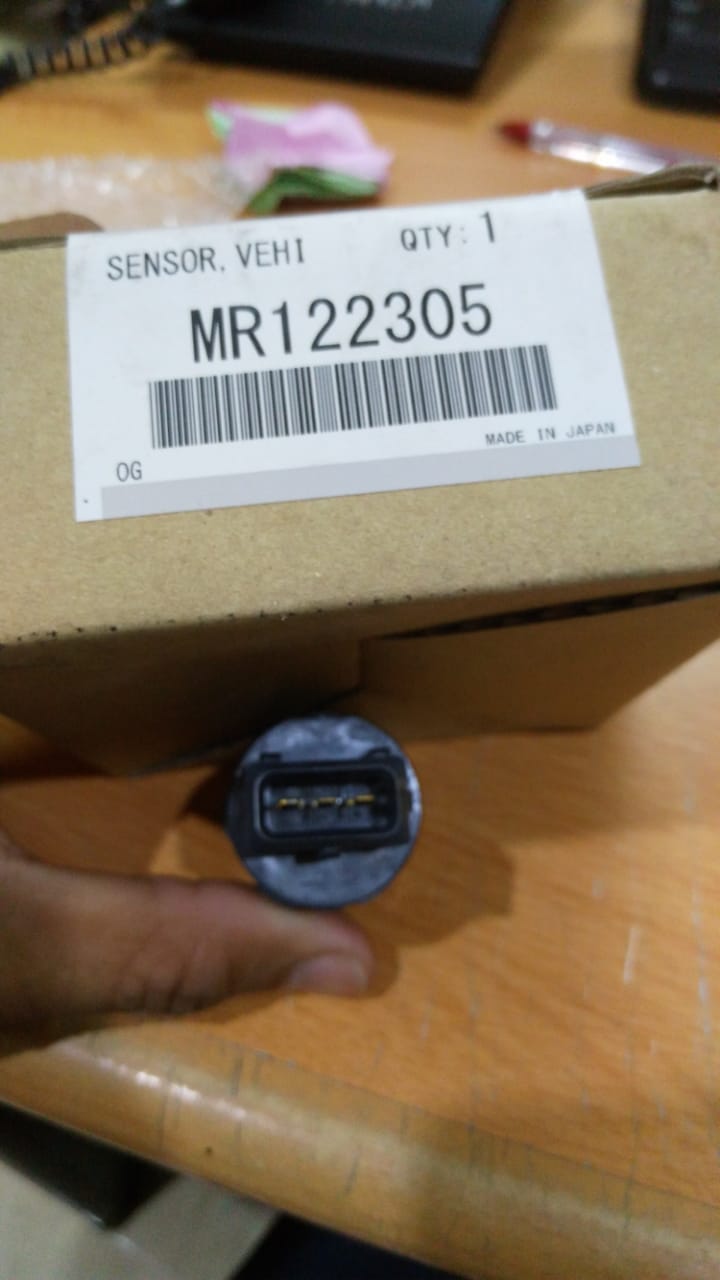 SENSOR, VEHI QTY: 1
MR122305
MADE IN JAPAN
OG